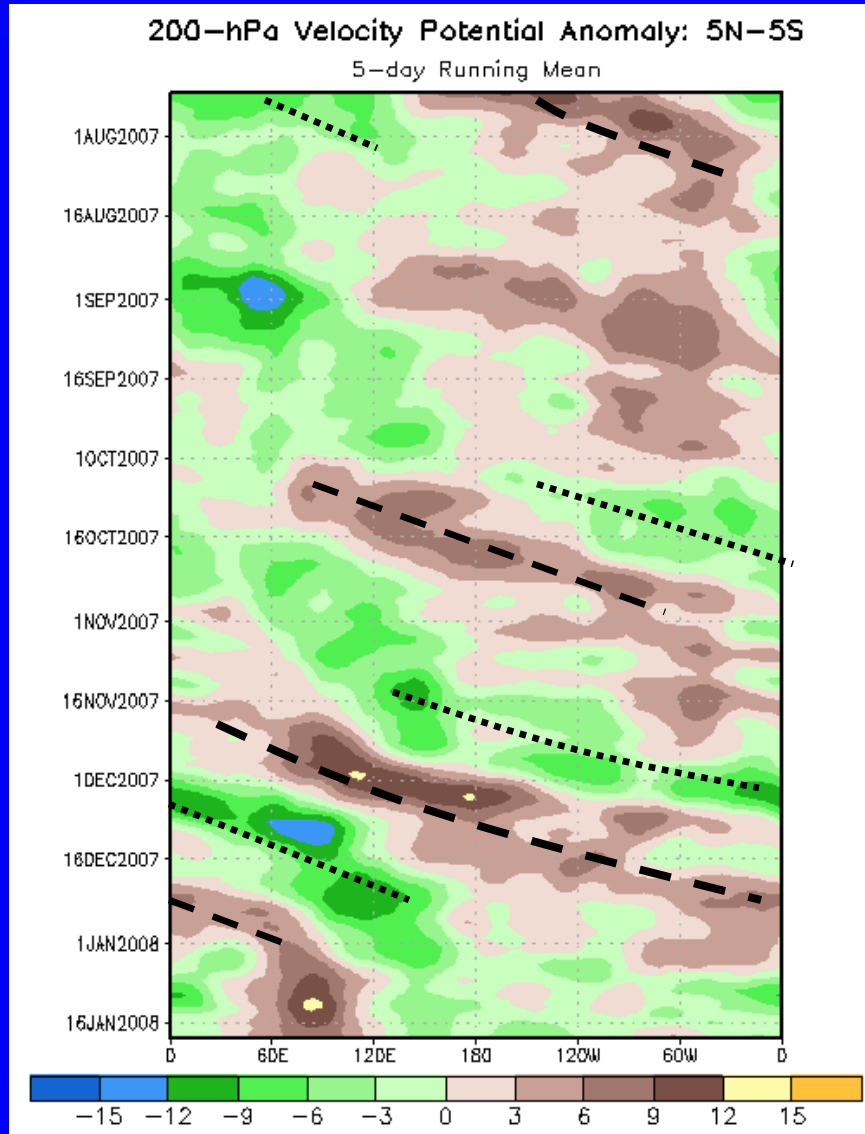 200-hPa Velocity Potential Anomaly: 5N-5S
5-day Running Mean
1AUG2007
16AUG2007
1SEP2007
16SEP2007
1OCT2007
16OCT2007
1NOV2007
16NOV2007
1DEC2007
16DEC2007
1JAN2008
16JAN2008
0 60E 120E 180 120W 60W 0
-15 -12 -9 -6 -3 0 3 6 9 12 15